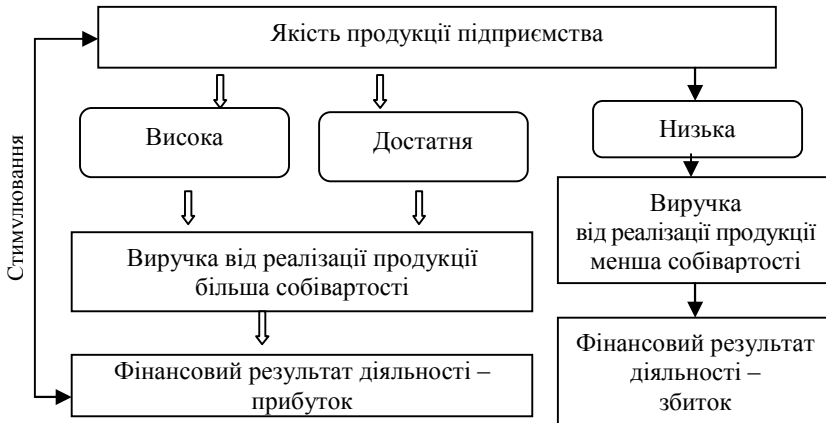 Якість продукції підприємства
Стимулювання
Висока
Достатня
Низька
Виручка від реалізації продукції
більша собівартості
Виручка
від реалізації продукції
менша собівартості
Фінансовий результат діяльності –
прибуток
Фінансовий результат
діяльності –
збиток